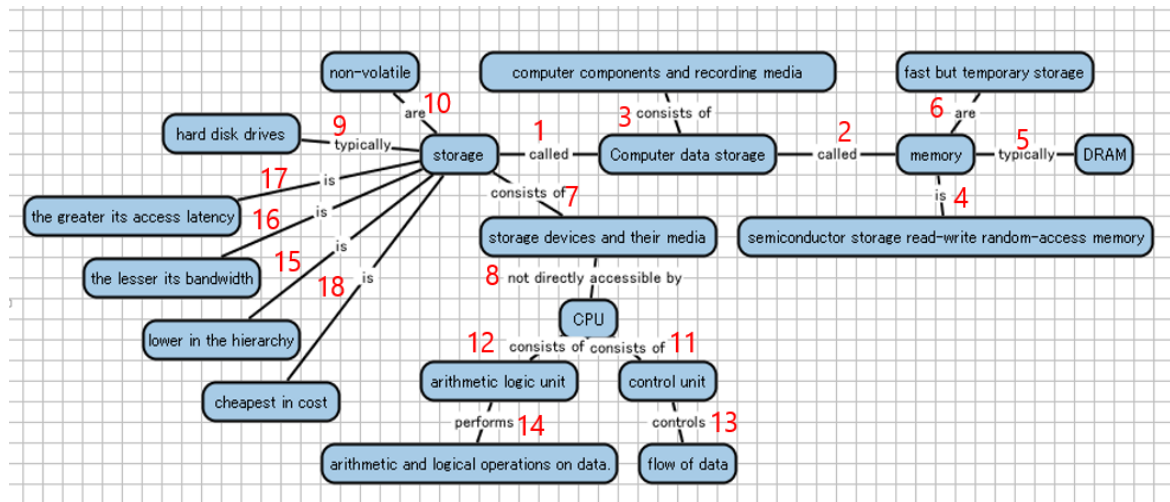 non-volatile
computer components and recording media
fast but temporary storage
are 10
3 consists of
6 are
hard disk drives
9
typically
1
called
2
called
5
typically
storage
Computer data storage
memory
DRAM
17 is
consists of 7
is 4
the greater its access latency
16 is
storage devices and their media
semiconductor storage read-write random-access memory
15 is
the lesser its bandwidth
18 is
8 not directly accessible by
CPU
lower in the hierarchy
12 consists of
consists of 11
arithmetic logic unit
control unit
cheapest in cost
performs 14
controls 13
arithmetic and logical operations on data.
flow of data